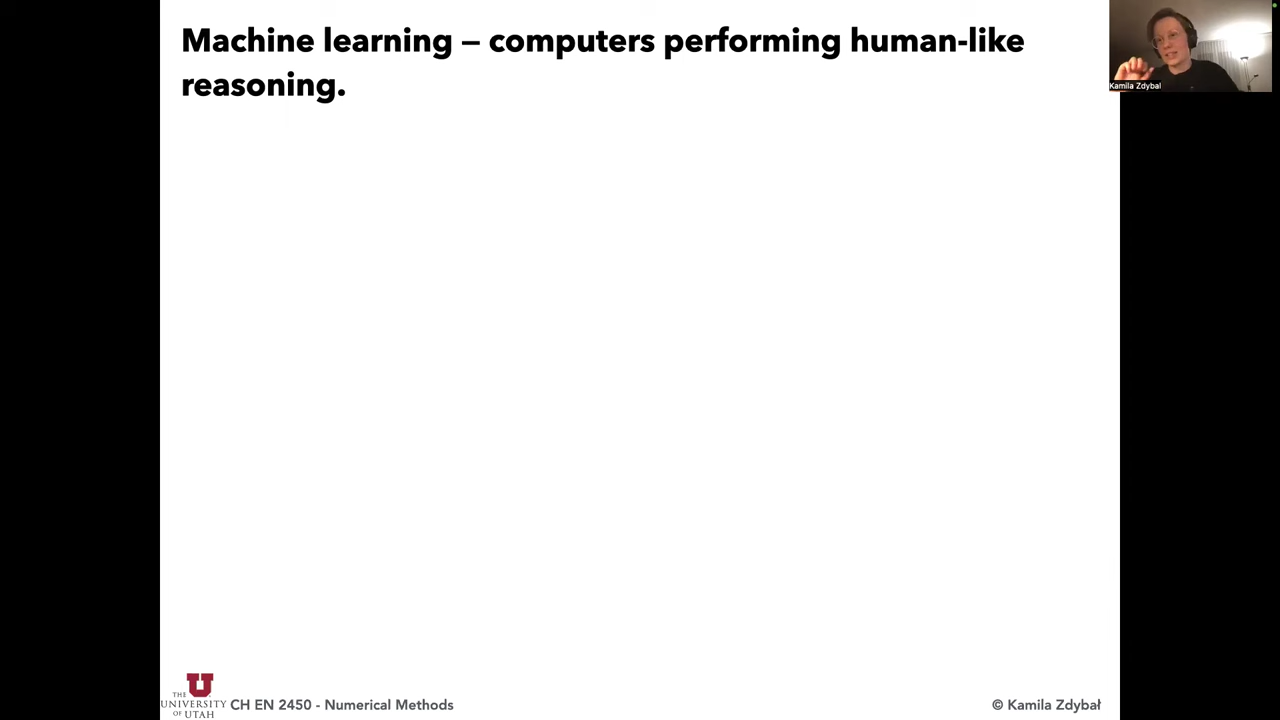 Machine learning – computers performing human-like
reasoning.
Kamila Zdybal
THE
UNIVERSITY
OF UTAH
CH EN 2450 - Numerical Methods
© Kamila Zdybał